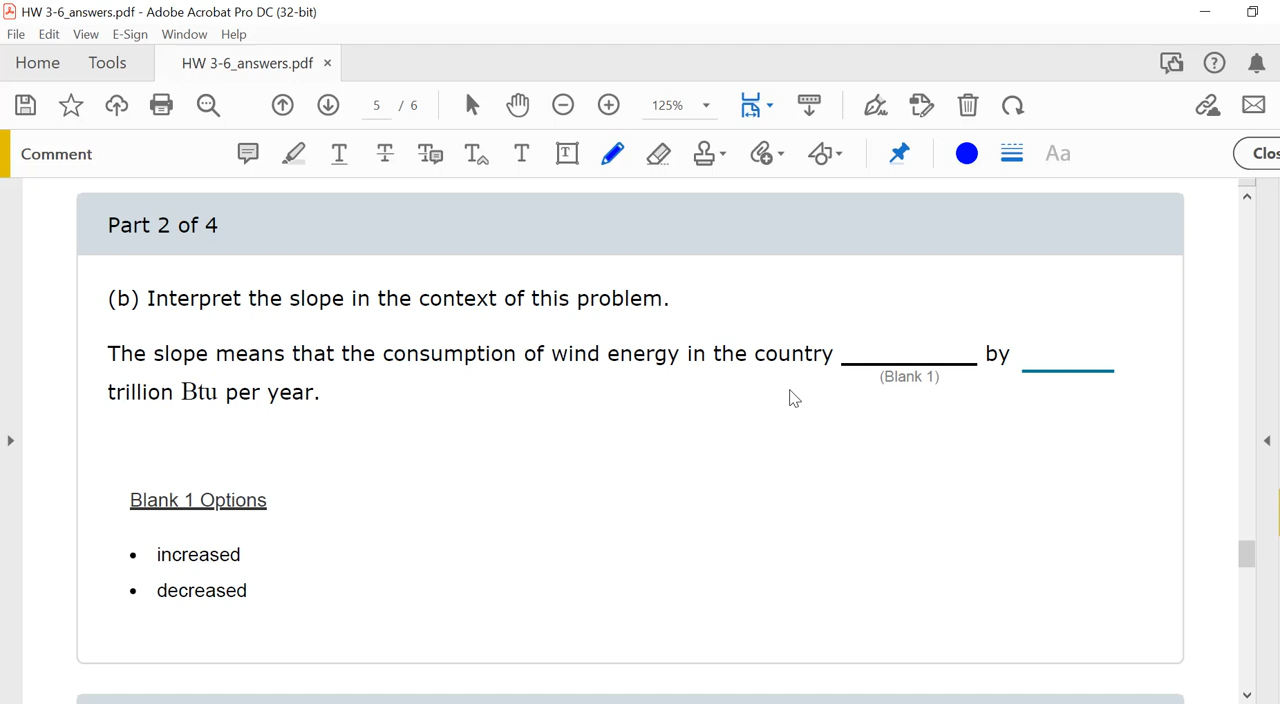 HW 3-6_answers.pdf - Adobe Acrobat Pro DC (32-bit)
File Edit View E-Sign Window Help
Home Tools HW 3-6_answers.pdf ×
5 / 6 125%
Comment T T T T T T Aa Clos
Part 2 of 4
(b) Interpret the slope in the context of this problem.
The slope means that the consumption of wind energy in the country __________ by _______
(Blank 1)
trillion Btu per year.
Blank 1 Options
• increased
• decreased